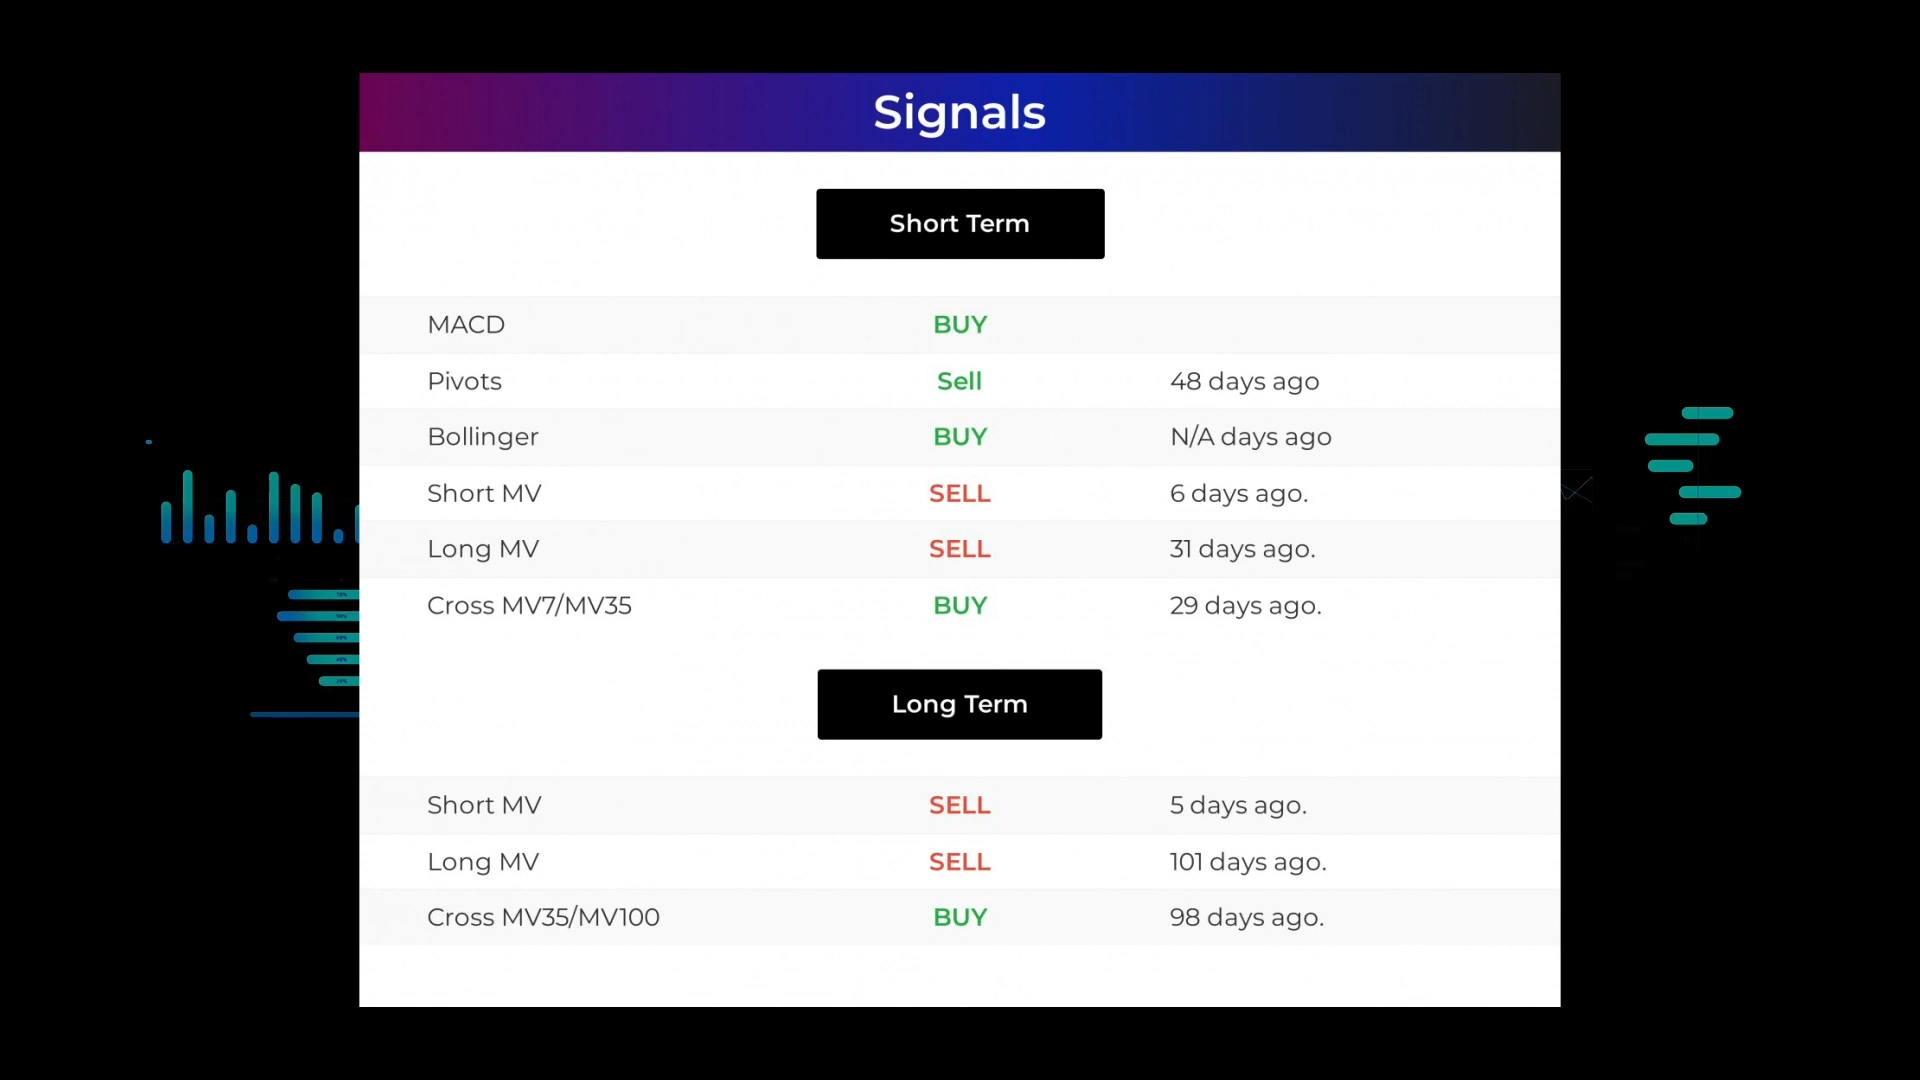 Signals
Short Term
MACD BUY
Pivots Sell 48 days ago
Bollinger BUY N/A days ago
Short MV SELL 6 days ago.
Long MV SELL 31 days ago.
Cross MV7/MV35 BUY 29 days ago.
Long Term
Short MV SELL 5 days ago.
Long MV SELL 101 days ago.
Cross MV35/MV100 BUY 98 days ago.